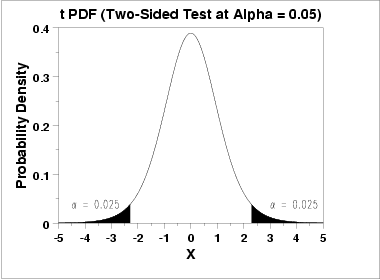 t PDF (Two-Sided Test at Alpha = 0.05)
Probability Density
0.4
0.3
0.2
0.1
0
α = 0.025
α = 0.025
-5 -4 -3 -2 -1 0 1 2 3 4 5
X